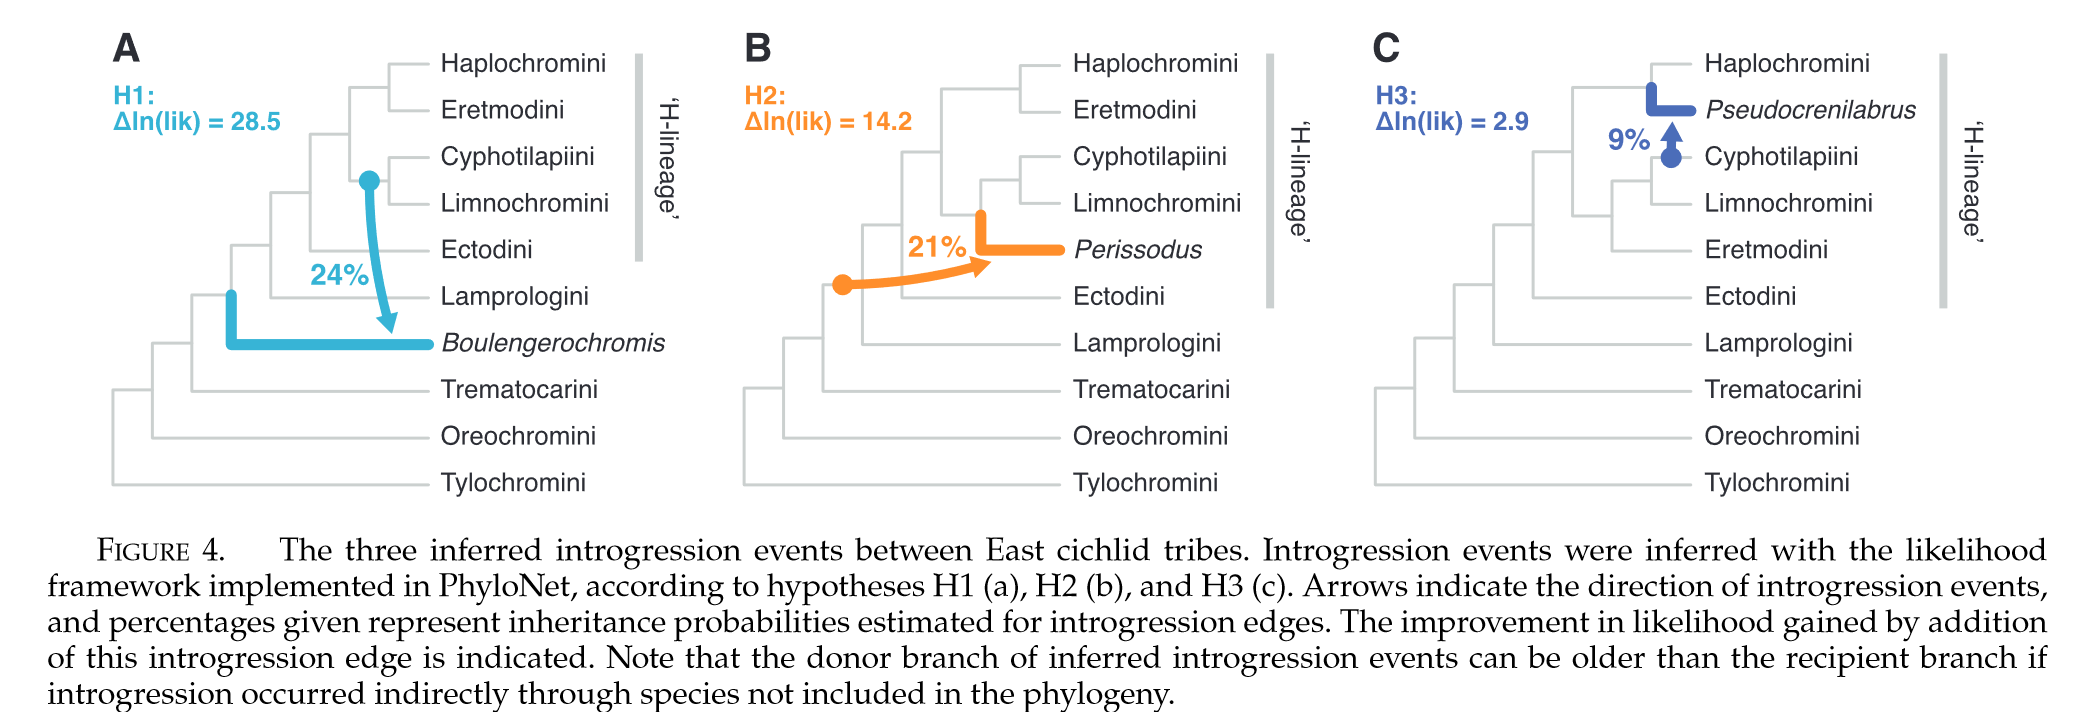 A
H1:
Δln(lik) = 28.5
Haplochromini
Eretmodini
Cyphotilapiini
Limnochromini
Ectodini
Lamprologini
Boulengerochromis
Trematocarini
Oreochromini
Tylochromini
24%
‘H-lineage’
B
H2:
Δln(lik) = 14.2
Haplochromini
Eretmodini
Cyphotilapiini
Limnochromini
Perissodus
Ectodini
Lamprologini
Trematocarini
Oreochromini
Tylochromini
21%
‘H-lineage’
C
H3:
Δln(lik) = 2.9
Haplochromini
Pseudocrenilabrus
Cyphotilapiini
Limnochromini
Eretmodini
Ectodini
Lamprologini
Trematocarini
Oreochromini
Tylochromini
9%
‘H-lineage’
FIGURE 4. The three inferred introgression events between East cichlid tribes. Introgression events were inferred with the likelihood
framework implemented in PhyloNet, according to hypotheses H1 (a), H2 (b), and H3 (c). Arrows indicate the direction of introgression events,
and percentages given represent inheritance probabilities estimated for introgression edges. The improvement in likelihood gained by addition
of this introgression edge is indicated. Note that the donor branch of inferred introgression events can be older than the recipient branch if
introgression occurred indirectly through species not included in the phylogeny.